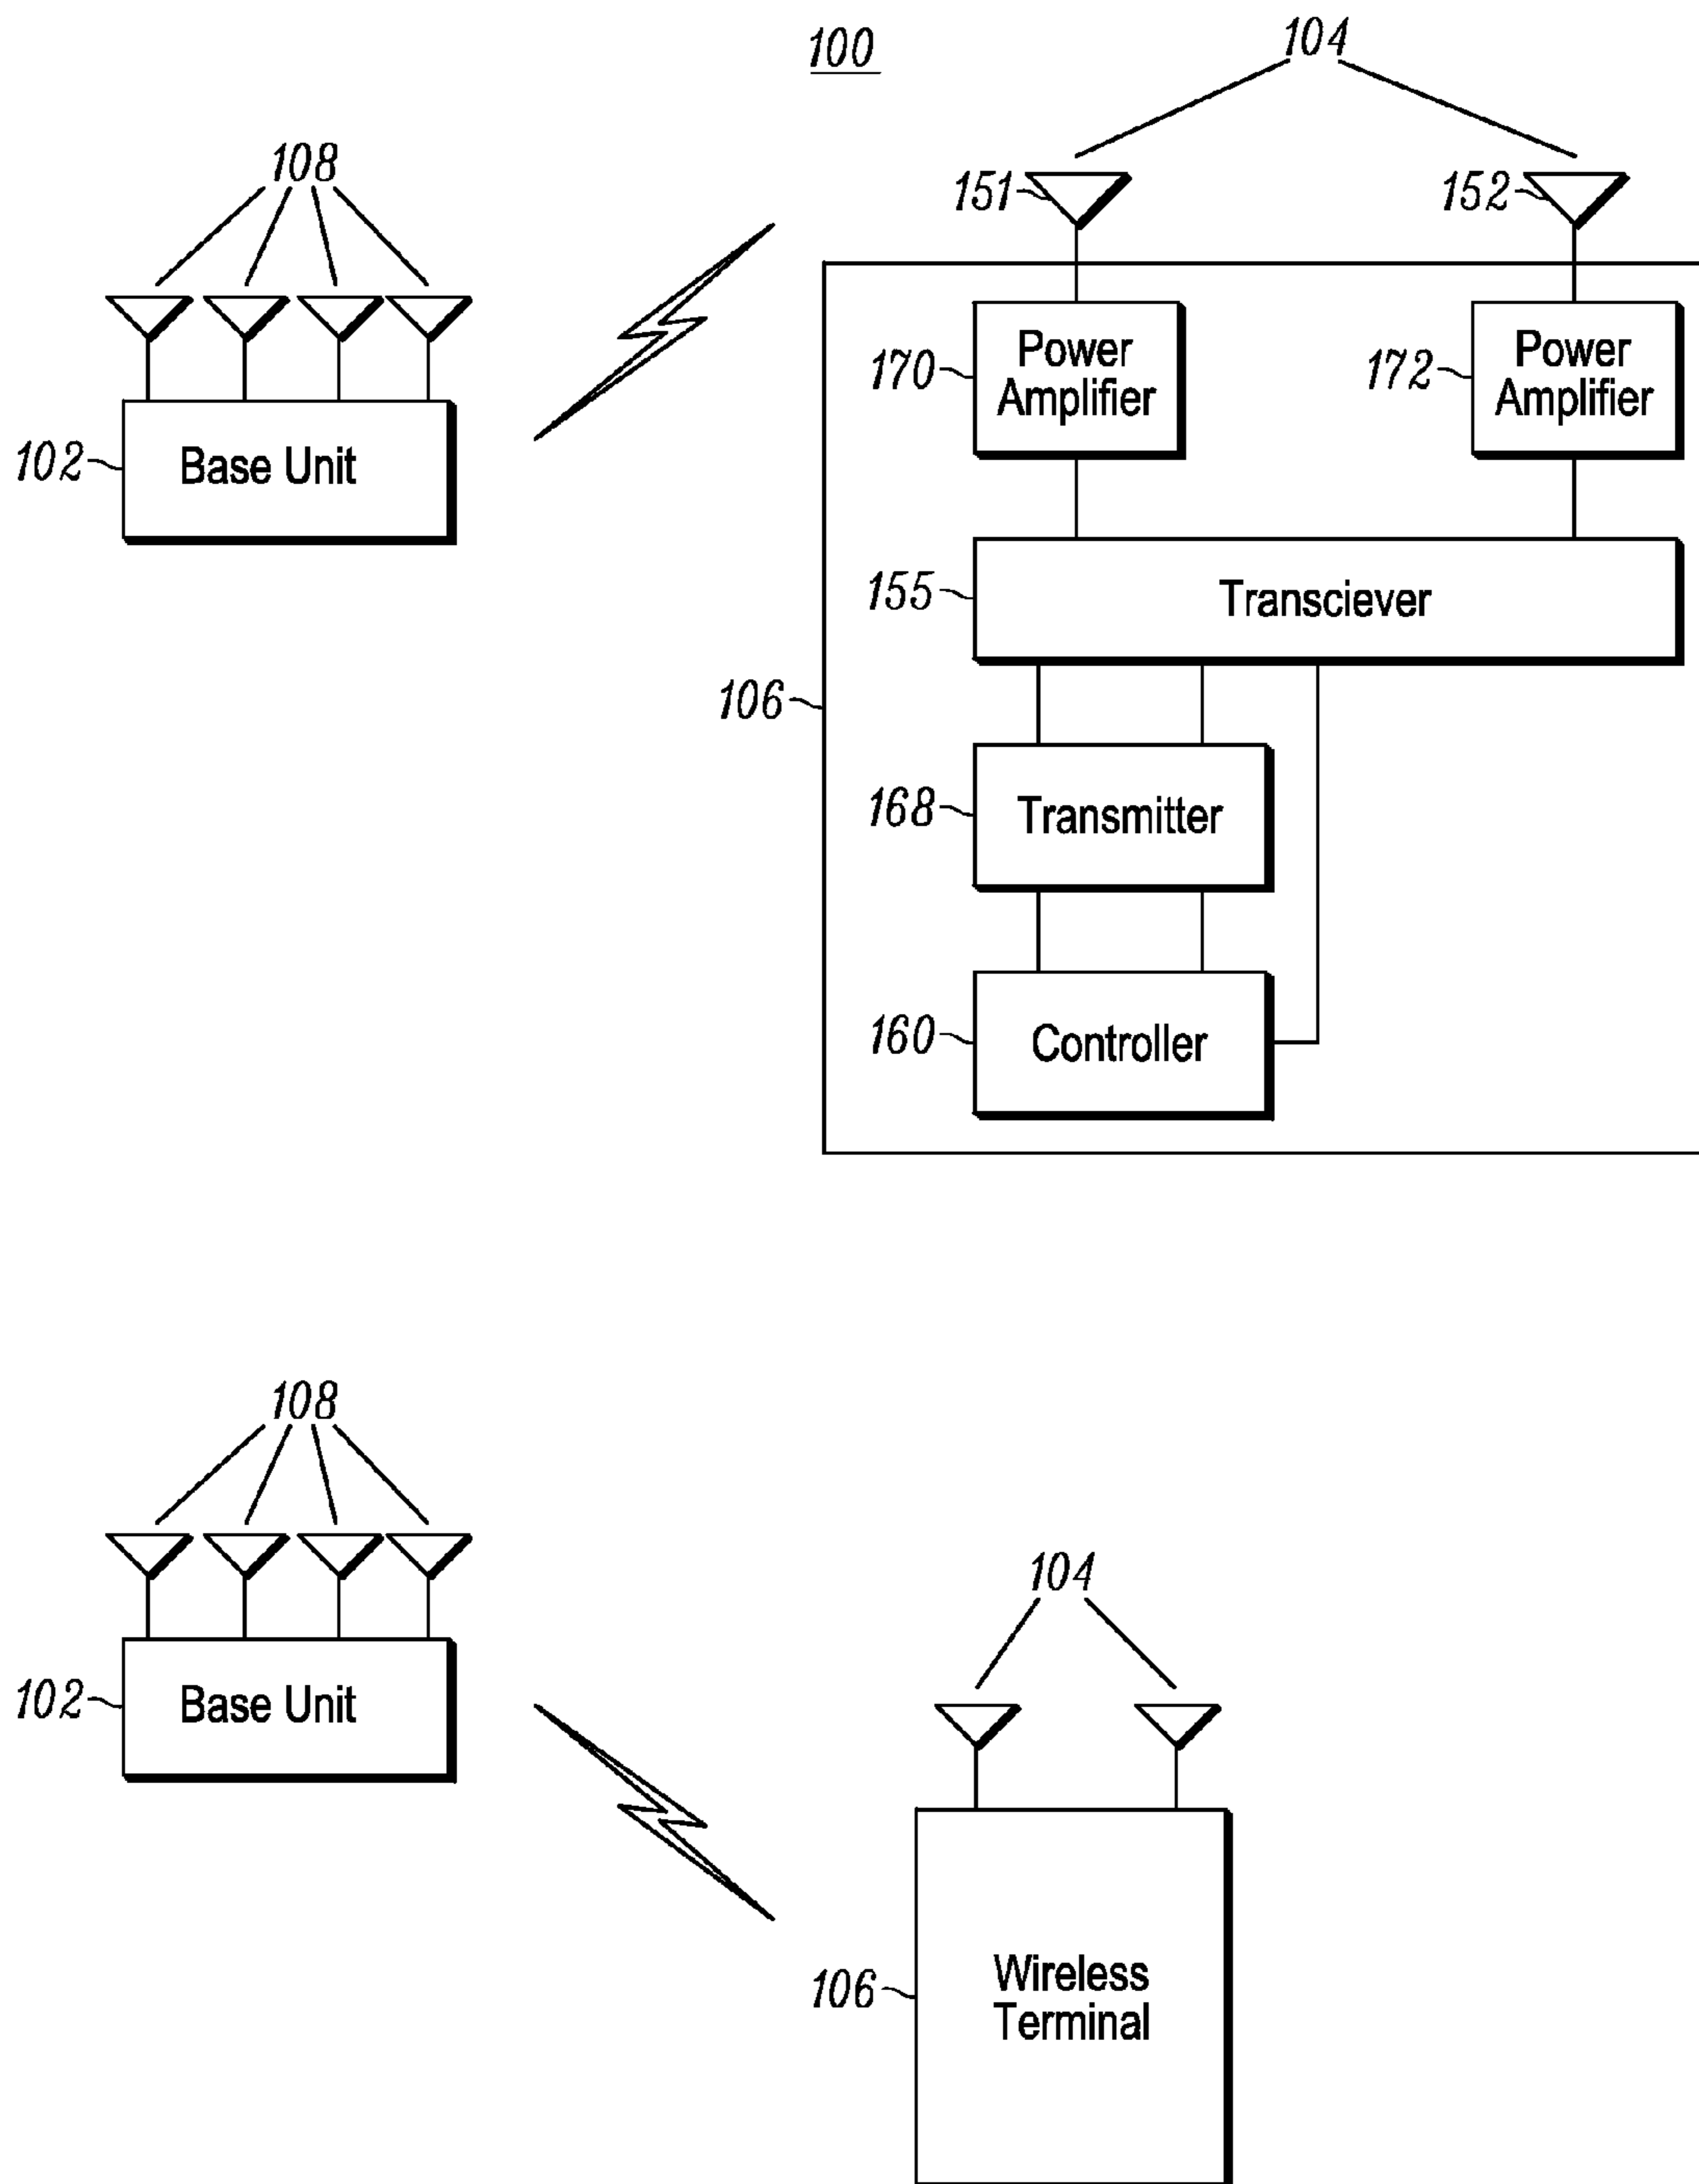 100
104
108
151
152
170
Power
Amplifier
172
Power
Amplifier
102
Base Unit
155
Transciever
106
168
Transmitter
160
Controller
108
102
Base Unit
104
106
Wireless
Terminal